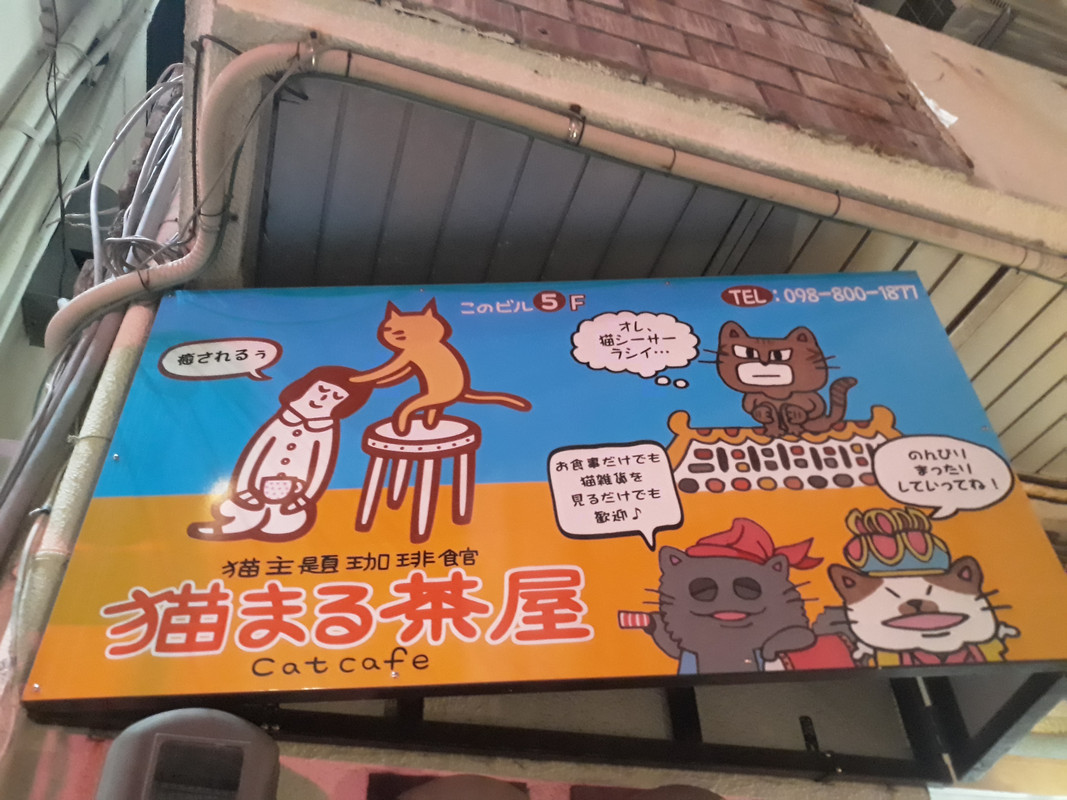 このビル5F
TEL:098-800-1877
癒されるぅ
オレ、
猫シーサー
ラシイ…
お食事だけでも
猫雑貨を
見るだけでも
歓迎♪
のんびり
まったり
していってね!
猫主題珈琲館
猫まる茶屋
Cat cafe